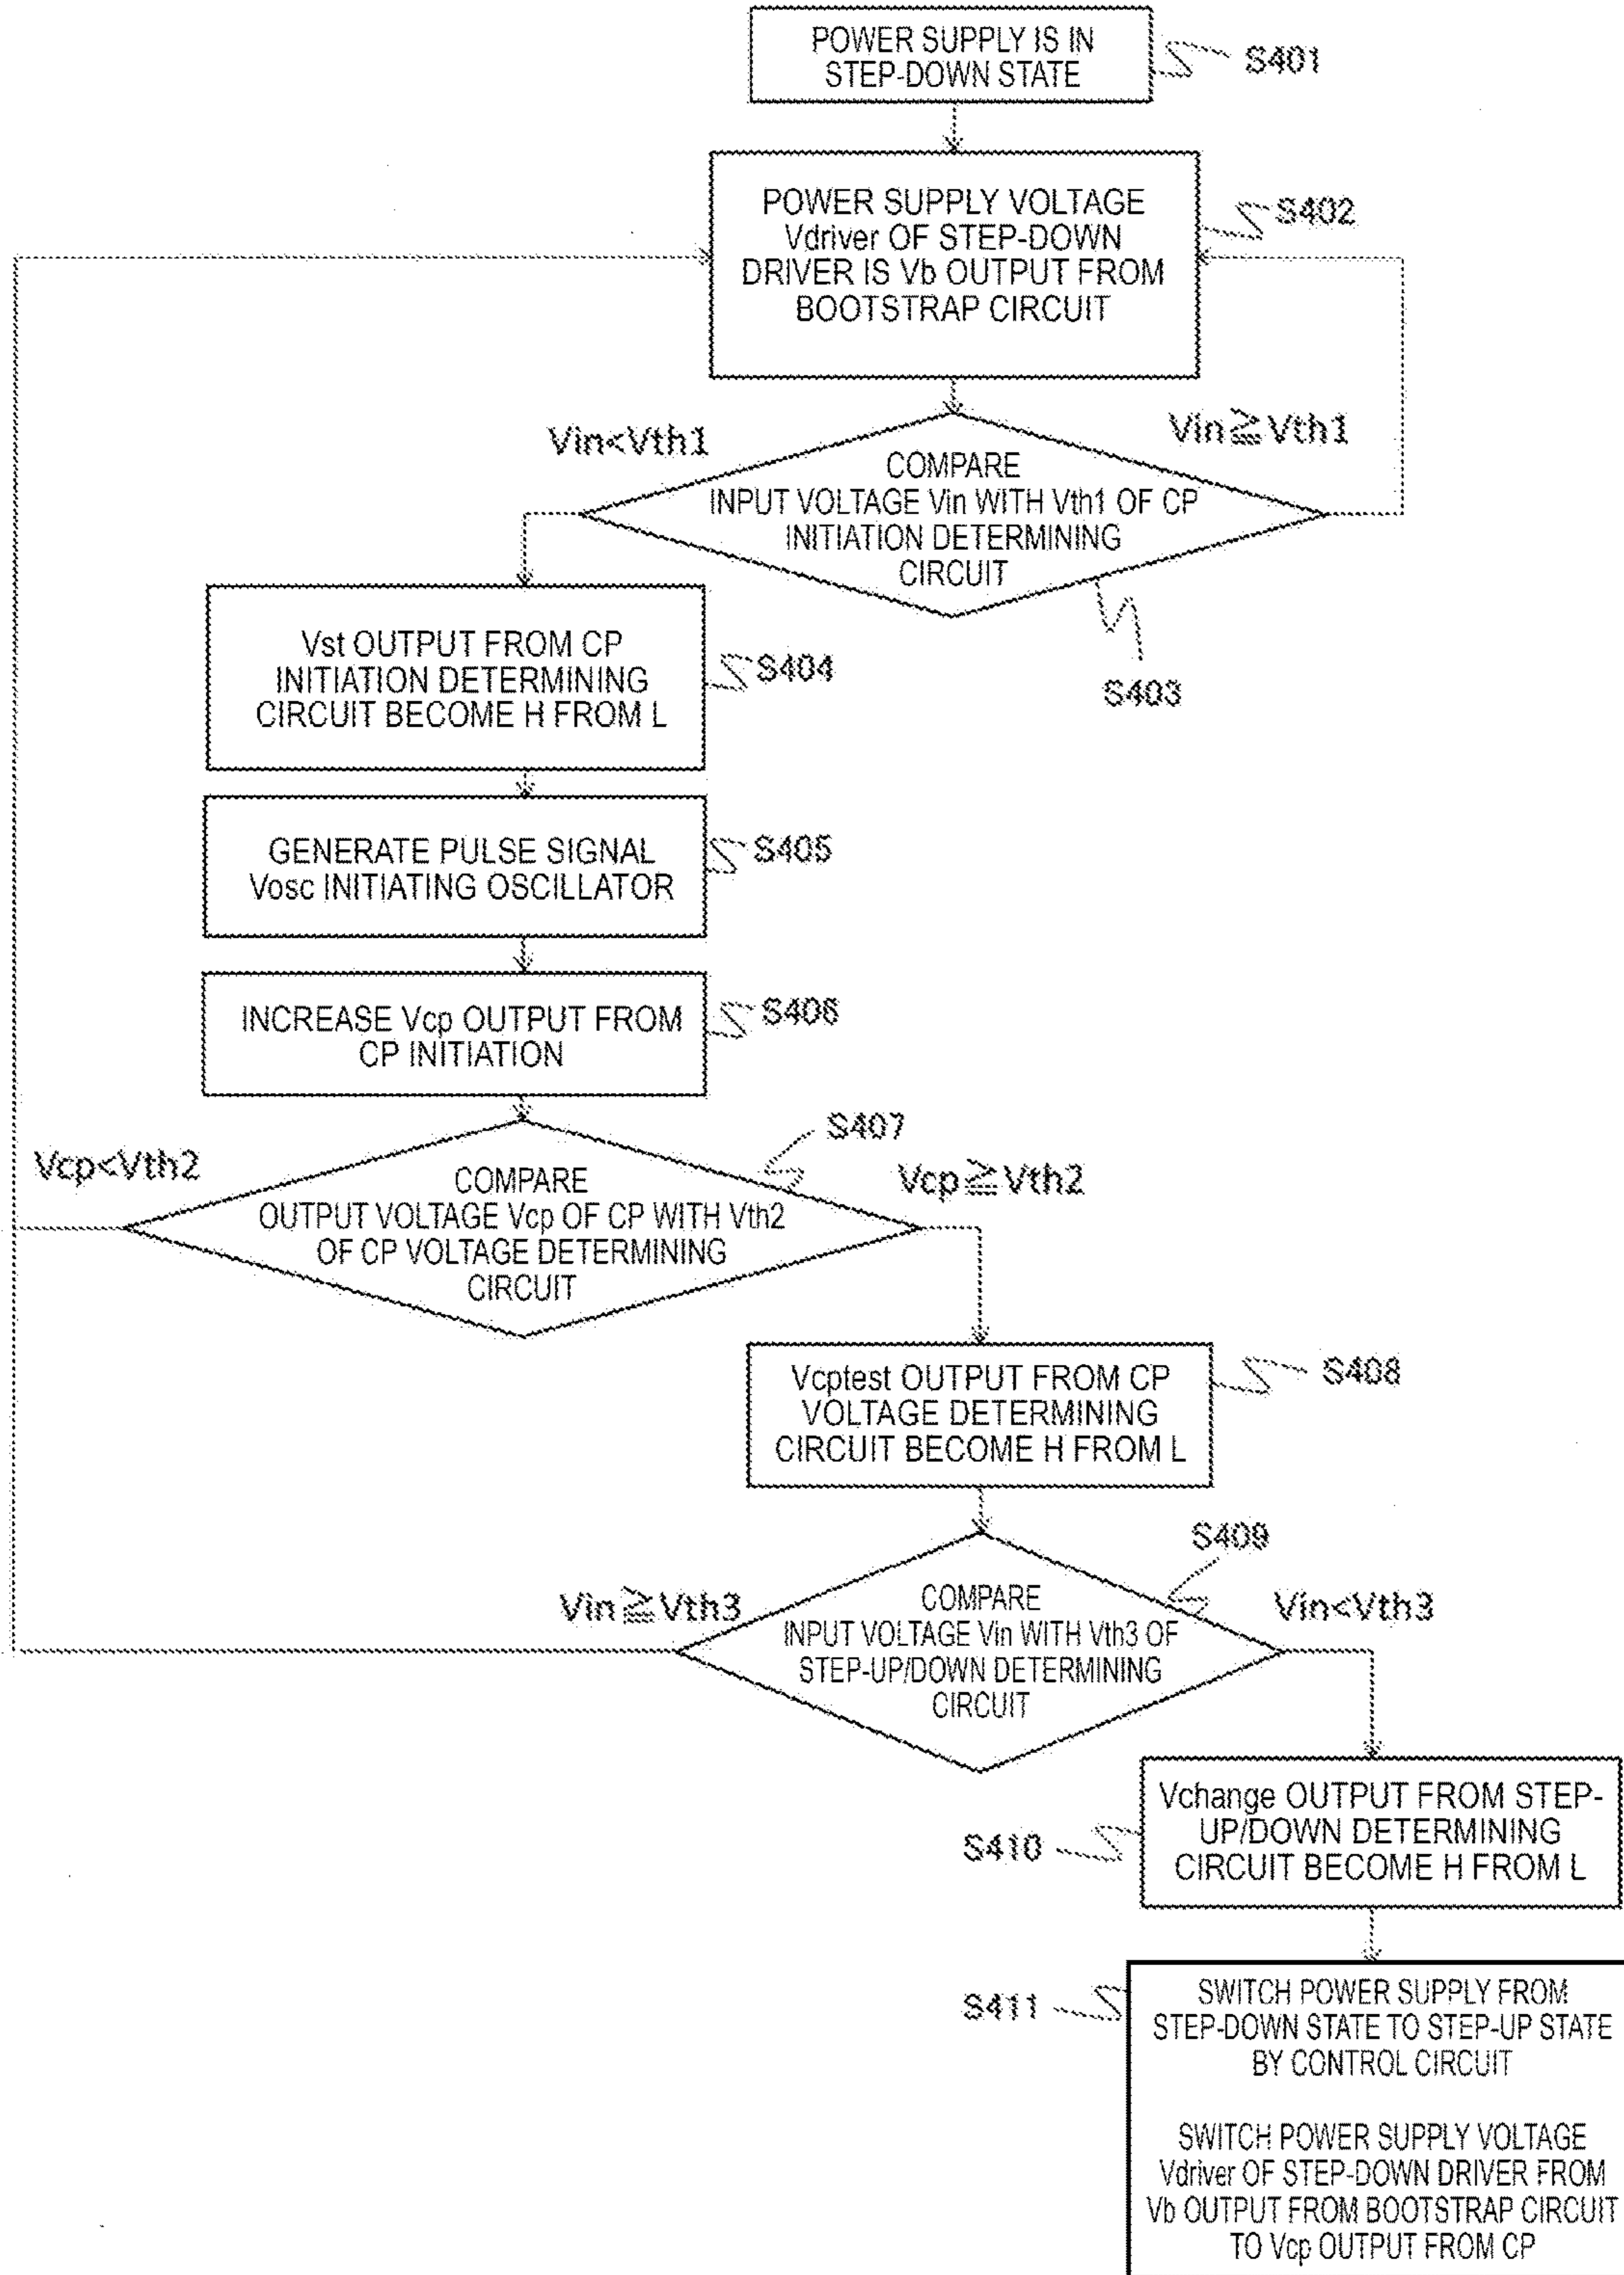 POWER SUPPLY IS IN
STEP-DOWN STATE
S401
POWER SUPPLY VOLTAGE
Vdriver OF STEP-DOWN
DRIVER IS Vb OUTPUT FROM
BOOTSTRAP CIRCUIT
S402
Vin<Vth1
Vin≧Vth1
COMPARE
INPUT VOLTAGE Vin WITH Vth1 OF CP
INITIATION DETERMINING
CIRCUIT
S403
Vst OUTPUT FROM CP
INITIATION DETERMINING
CIRCUIT BECOME H FROM L
S404
GENERATE PULSE SIGNAL
Vosc INITIATING OSCILLATOR
S405
INCREASE Vcp OUTPUT FROM
CP INITIATION
S406
S407
Vcp<Vth2
Vcp≧Vth2
COMPARE
OUTPUT VOLTAGE Vcp OF CP WITH Vth2
OF CP VOLTAGE DETERMINING
CIRCUIT
Vcptest OUTPUT FROM CP
VOLTAGE DETERMINING
CIRCUIT BECOME H FROM L
S408
S409
Vin≧Vth3
Vin<Vth3
COMPARE
INPUT VOLTAGE Vin WITH Vth3 OF
STEP-UP/DOWN DETERMINING
CIRCUIT
Vchange OUTPUT FROM STEP-
UP/DOWN DETERMINING
CIRCUIT BECOME H FROM L
S410
S411
SWITCH POWER SUPPLY FROM
STEP-DOWN STATE TO STEP-UP STATE
BY CONTROL CIRCUIT
SWITCH POWER SUPPLY VOLTAGE
Vdriver OF STEP-DOWN DRIVER FROM
Vb OUTPUT FROM BOOTSTRAP CIRCUIT
TO Vcp OUTPUT FROM CP